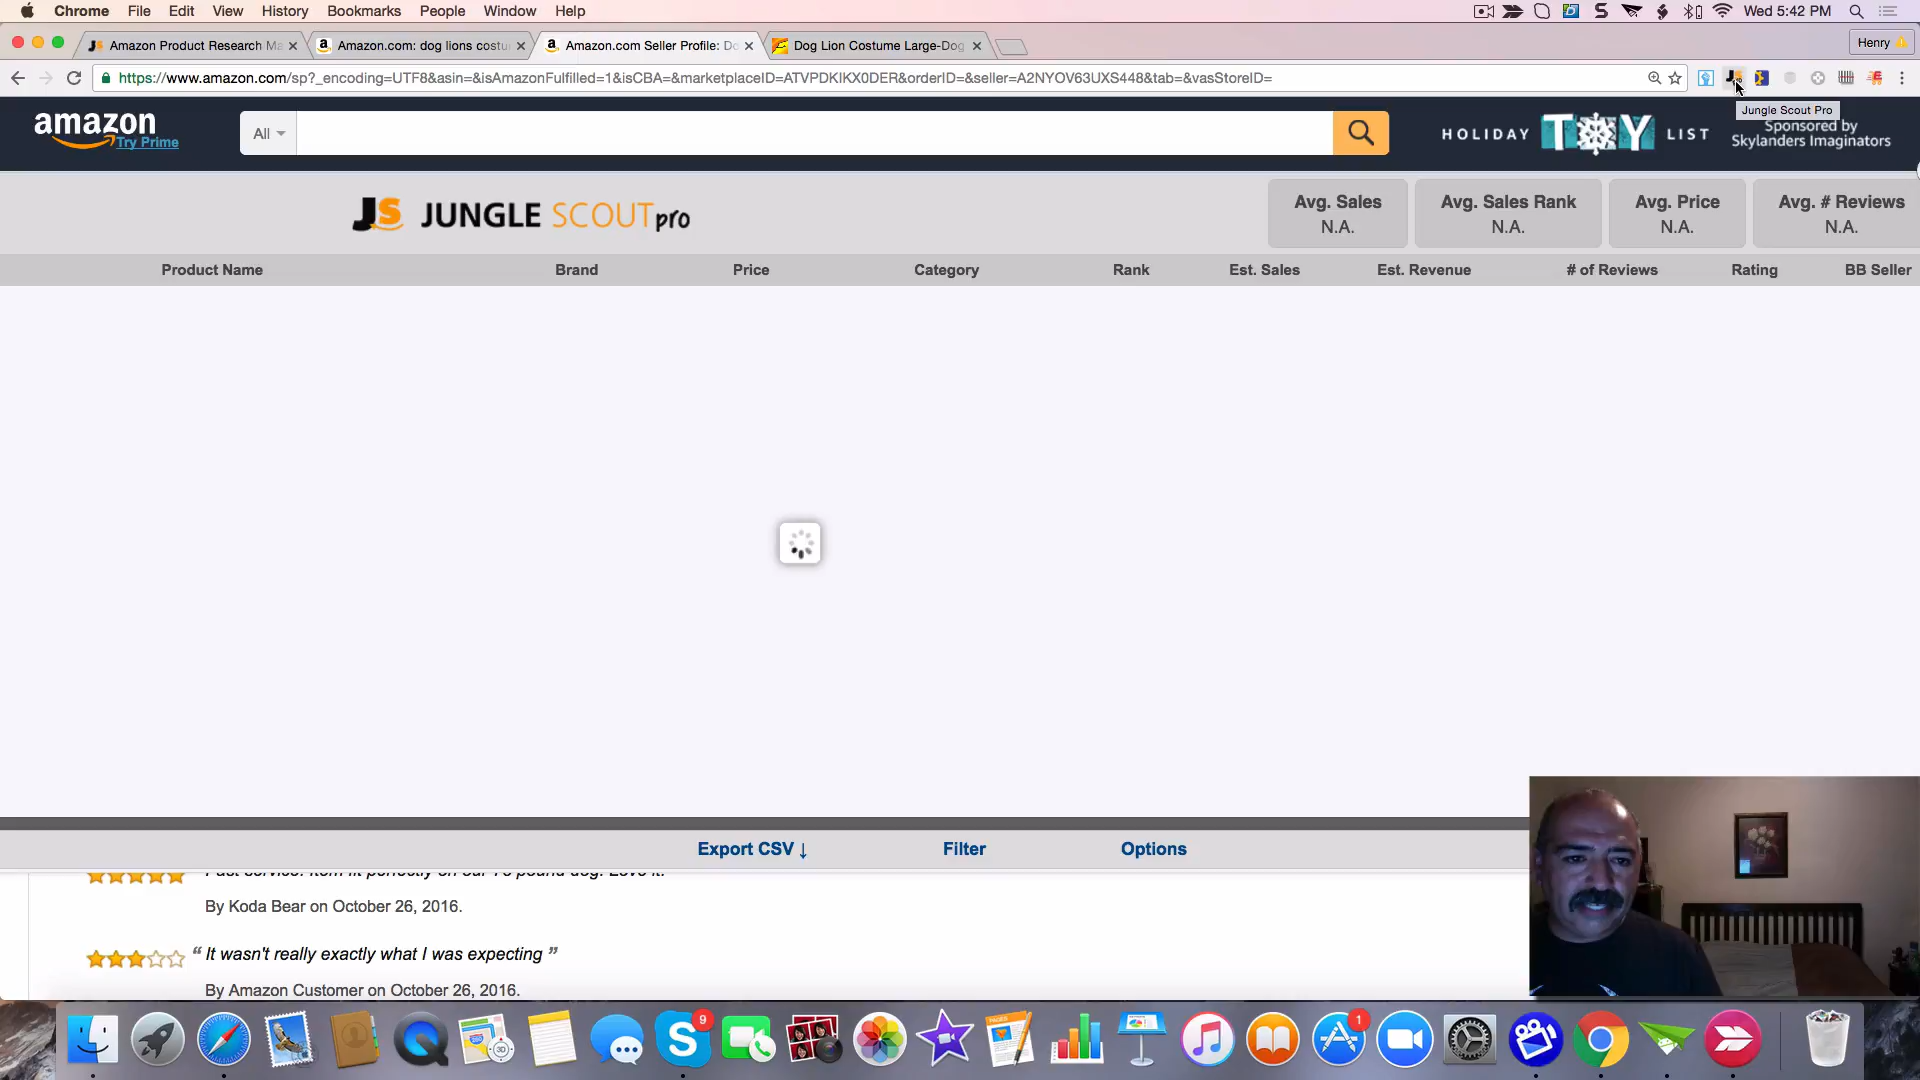 Chrome File Edit View History Bookmarks People Window Help Wed 5:42 PM
Amazon Product Research Ma Amazon.com: dog lions costu Amazon.com Seller Profile: Do Dog Lion Costume Large-Dog Henry
https://www.amazon.com/sp?_encoding=UTF8&asin=&isAmazonFulfilled=1&isCBA=&marketplaceID=ATVPDKIKX0DER&orderID=&seller=A2NYOV63UXS448&tab=&vasStoreID=
Jungle Scout Pro
amazon
Try Prime
All
HOLIDAY TOY LIST
Sponsored by
Skylanders Imaginators
JS JUNGLE SCOUT pro
Avg. Sales Avg. Sales Rank Avg. Price Avg. # Reviews
N.A. N.A. N.A. N.A.
Product Name Brand Price Category Rank Est. Sales Est. Revenue # of Reviews Rating BB Seller
Export CSV ↓ Filter Options
By Koda Bear on October 26, 2016.
“ It wasn't really exactly what I was expecting ”
By Amazon Customer on October 26, 2016.
9
1